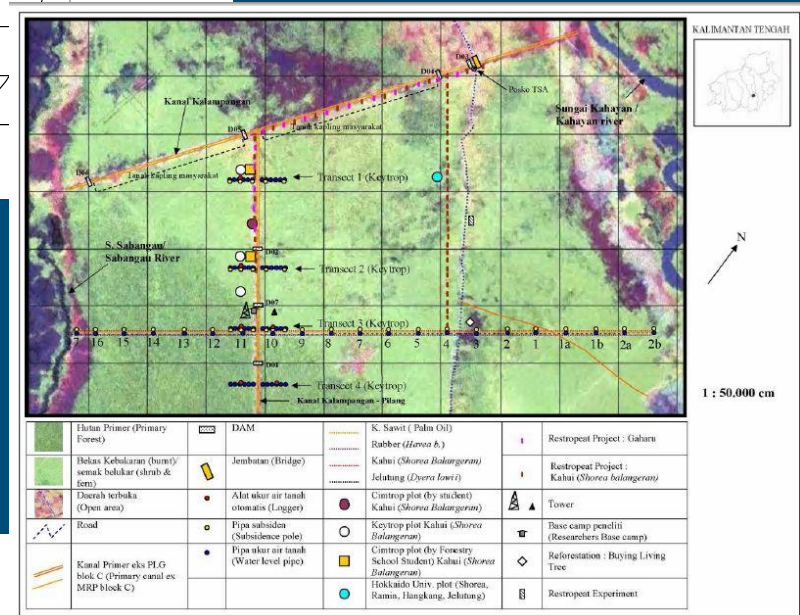 KALIMANTAN TENGAH
D03
D04
Posko TSA
Kanal Kalampangan
Sungai Kahayan /
Kahayan river
D05
Tanah kapling masyarakat
Tanah kapling masyarakat
Transect 1 (Keytrop)
N
S. Sabangau/
Sabangau River
Transect 2 (Keytrop)
D07
Transect 3 (Keytrop)
17 16 15 14 13 12 11 10 9 8 7 6 5 4 3 2 1 1a 1b 2a 2b
Transect 4 (Keytrop)
Kanal Kalampangan - Pilang
1 : 50,000 cm
Hutan Primer (Primary
Forest)
Bekas Kebakaran (burnt)/
semak belukar (shrub &
fern)
Daerah terbuka
(Open area)
Road
Kanal Primer eks PLG
blok C (Primary canal ex
MRP block C)
DAM
Jembatan (Bridge)
Alat ukur air tanah
otomatis (Logger)
Pipa subsiden
(Subsidence pole)
Pipa ukur air tanah
(Water level pipe)
K. Sawit ( Palm Oil)
Rubber (Havea b.)
Kahui (Shorea Balangeran)
Jelutung (Dyera lowii)
Cimtrop plot (by student)
Kahui (Shorea Balangeran)
Keytrop plot Kahui (Shorea
Balangeran)
Cimtrop plot (by Forestry
School Student) Kahui (Shorea
Balangeran)
Hokkaido Univ. plot (Shorea,
Ramin, Hangkang, Jelutung)
Restropeat Project : Gaharu
Restropeat Project :
Kahui (Shorea balangeran)
Tower
Base camp peneliti
(Researchers Base camp)
Reforestation : Buying Living
Tree
Restropeat Experiment